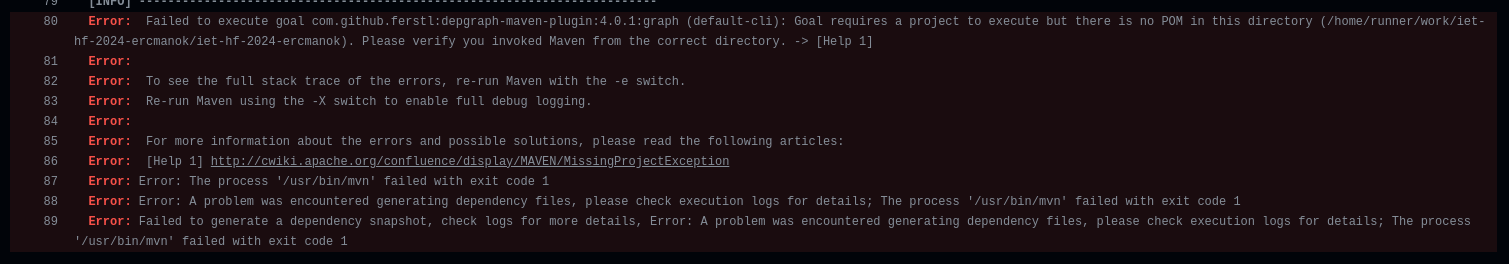 79 [INFO] ------------------------------------------------------------------------
80 Error:  Failed to execute goal com.github.ferstl:depgraph-maven-plugin:4.0.1:graph (default-cli): Goal requires a project to execute but there is no POM in this directory (/home/runner/work/iet-
hf-2024-ercmanok/iet-hf-2024-ercmanok). Please verify you invoked Maven from the correct directory. -> [Help 1]
81 Error:
82 Error:  To see the full stack trace of the errors, re-run Maven with the -e switch.
83 Error:  Re-run Maven using the -X switch to enable full debug logging.
84 Error:
85 Error:  For more information about the errors and possible solutions, please read the following articles:
86 Error:  [Help 1] http://cwiki.apache.org/confluence/display/MAVEN/MissingProjectException
87 Error: Error: The process '/usr/bin/mvn' failed with exit code 1
88 Error: Error: A problem was encountered generating dependency files, please check execution logs for details; The process '/usr/bin/mvn' failed with exit code 1
89 Error: Failed to generate a dependency snapshot, check logs for more details, Error: A problem was encountered generating dependency files, please check execution logs for details; The process
'/usr/bin/mvn' failed with exit code 1